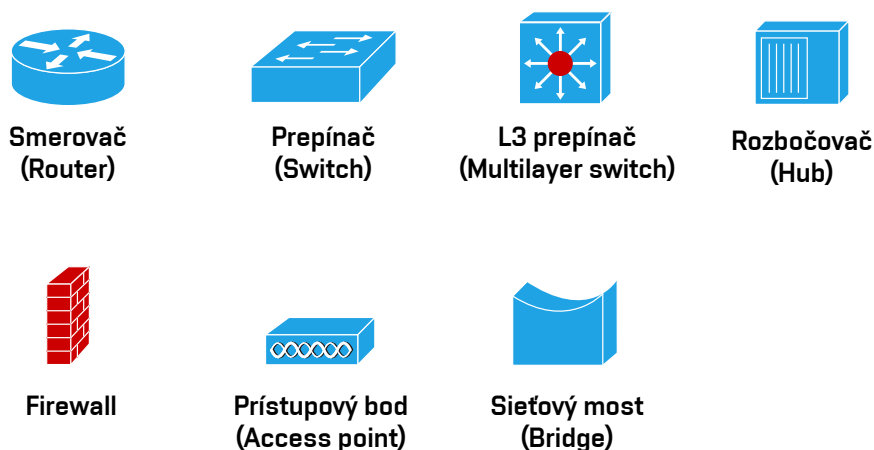 Smerovač
(Router)
Prepínač
(Switch)
L3 prepínač
(Multilayer switch)
Rozbočovač
(Hub)
Firewall
Prístupový bod
(Access point)
Sieťový most
(Bridge)